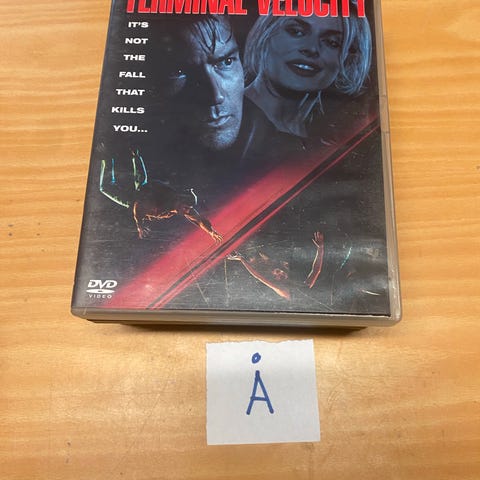 TERMINAL VELOCITY
IT'S
NOT
THE
FALL
THAT
KILLS
YOU...
DVD
VIDEO
Å